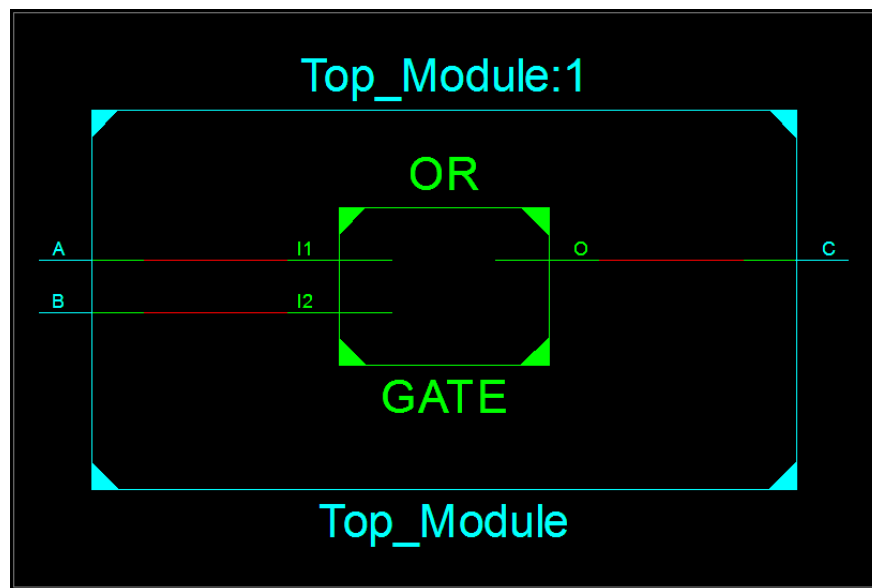 Top_Module:1
OR
A I1 O C
B I2
GATE
Top_Module